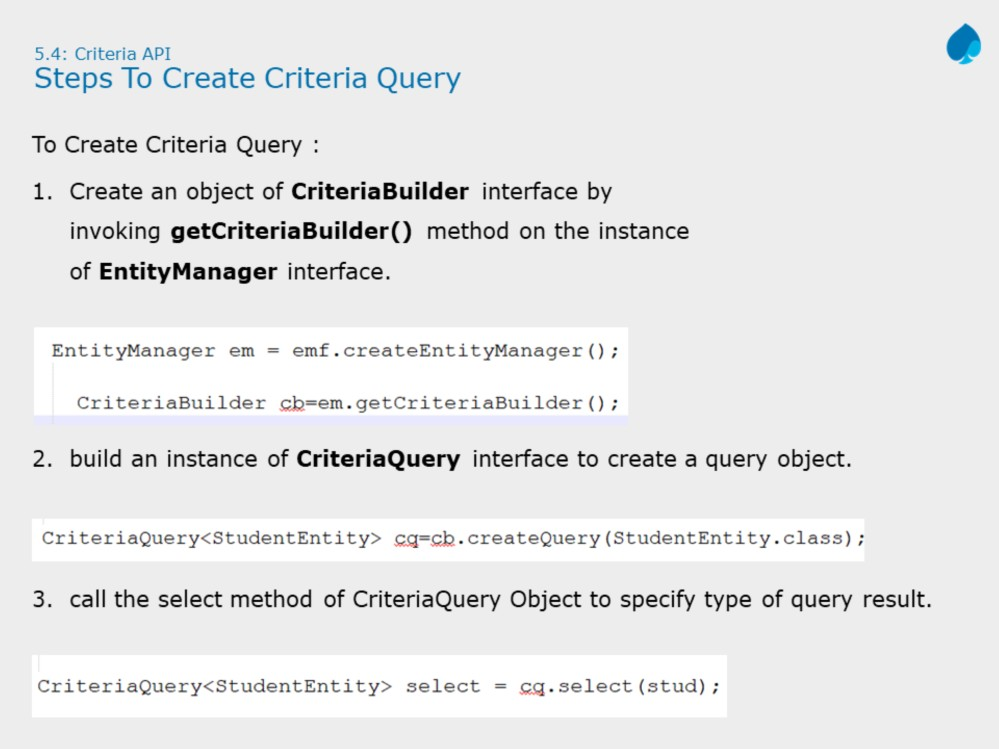 5.4: Criteria API
Steps To Create Criteria Query
To Create Criteria Query :
1. Create an object of CriteriaBuilder interface by
invoking getCriteriaBuilder() method on the instance
of EntityManager interface.
EntityManager em = emf.createEntityManager();
CriteriaBuilder cb=em.getCriteriaBuilder();
2. build an instance of CriteriaQuery interface to create a query object.
CriteriaQuery<StudentEntity> cq=cb.createQuery(StudentEntity.class);
3. call the select method of CriteriaQuery Object to specify type of query result.
CriteriaQuery<StudentEntity> select = cq.select(stud);